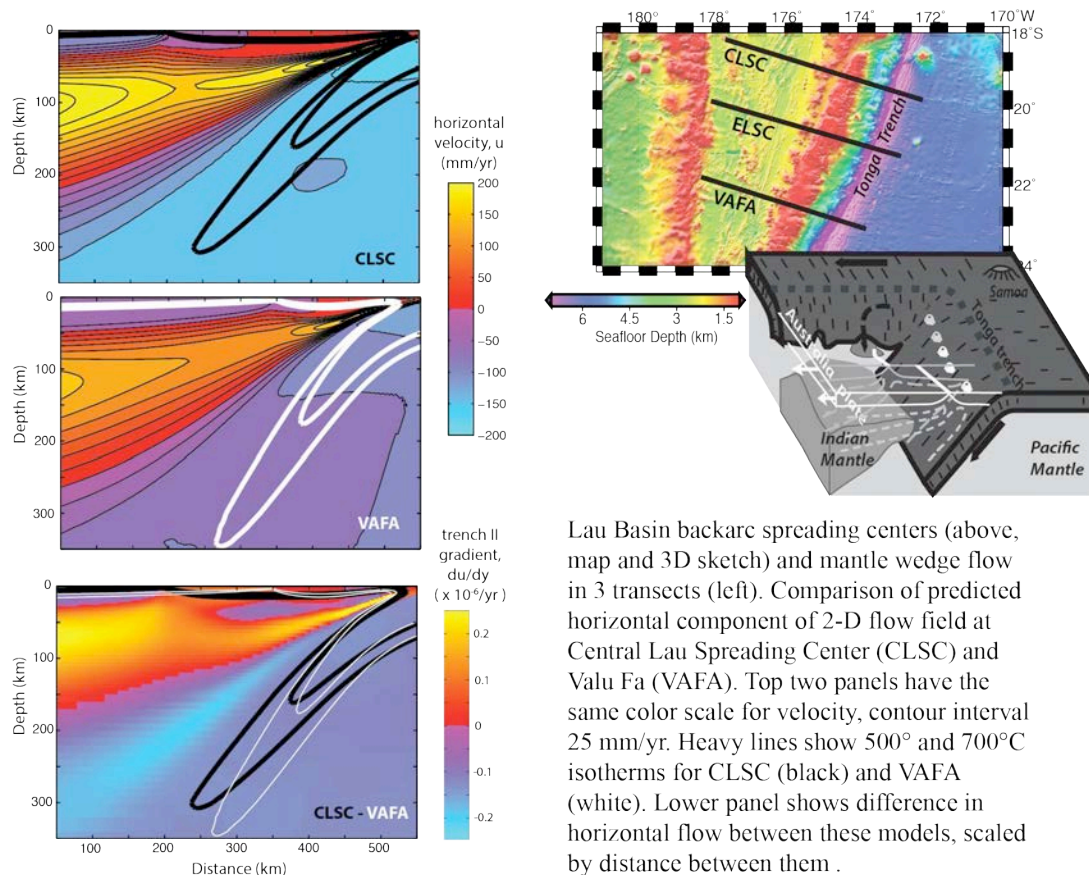 0
100
200
300
Depth (km)
CLSC
horizontal
velocity, u
(mm/yr)
200
150
100
50
0
−50
−100
−150
−200
0
100
200
300
Depth (km)
VAFA
trench II
gradient,
du/dy
( x 10⁻⁶/yr )
0.2
0.1
0
-0.1
-0.2
0
100
200
300
Depth (km)
CLSC - VAFA
100 200 300 400 500
Distance (km)
180° 178° 176° 174° 172° 170°W
18°S
20°
22°
24°
CLSC
ELSC
VAFA
Tonga Trench
6 4.5 3 1.5
Seafloor Depth (km)
Samoa
Tonga trench
Australia Plate
Indian
Mantle
Pacific
Mantle
Lau Basin backarc spreading centers (above,
map and 3D sketch) and mantle wedge flow
in 3 transects (left). Comparison of predicted
horizontal component of 2-D flow field at
Central Lau Spreading Center (CLSC) and
Valu Fa (VAFA). Top two panels have the
same color scale for velocity, contour interval
25 mm/yr. Heavy lines show 500° and 700°C
isotherms for CLSC (black) and VAFA
(white). Lower panel shows difference in
horizontal flow between these models, scaled
by distance between them .